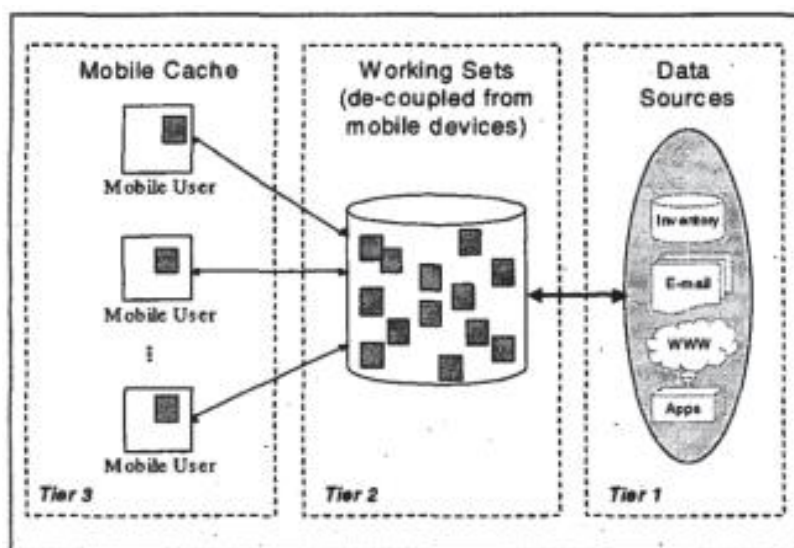 Mobile Cache
Mobile User
Mobile User
Mobile User
Tier 3
Working Sets
(de-coupled from
mobile devices)
Tier 2
Data
Sources
Inventory
E-mail
WWW
Apps
Tier 1